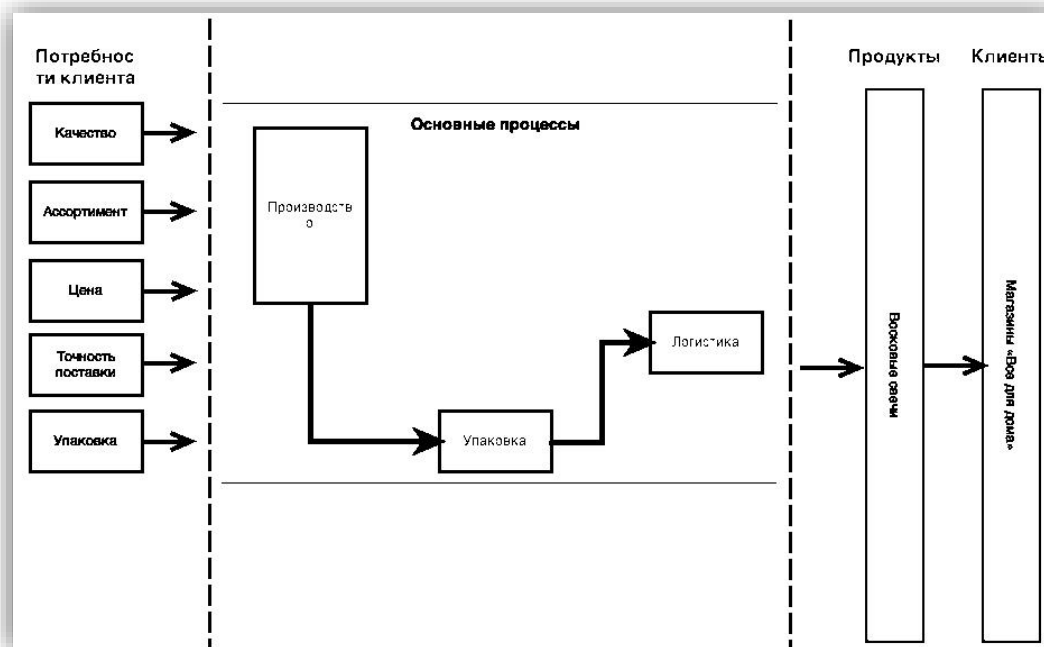 Потребнос
ти клиента
Качество
Ассортимент
Цена
Точность
поставки
Упаковка
Основные процессы
Производств
о
Упаковка
Логистика
Продукты
Клиенты
Восковые свечи
Магазины «Все для дома»